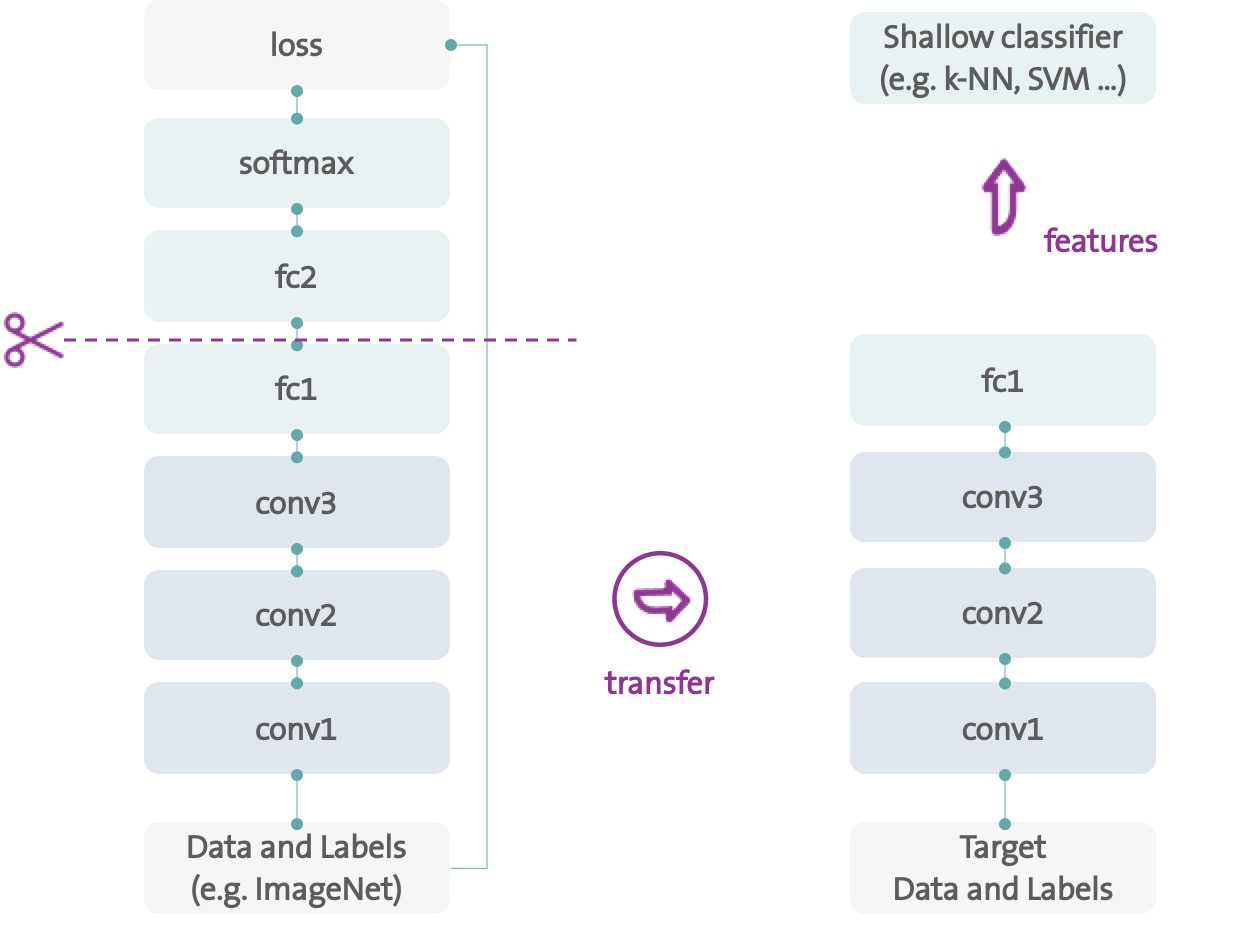 loss
softmax
fc2
fc1
conv3
conv2
conv1
Data and Labels
(e.g. ImageNet)
transfer
Shallow classifier
(e.g. k-NN, SVM ...)
features
fc1
conv3
conv2
conv1
Target
Data and Labels